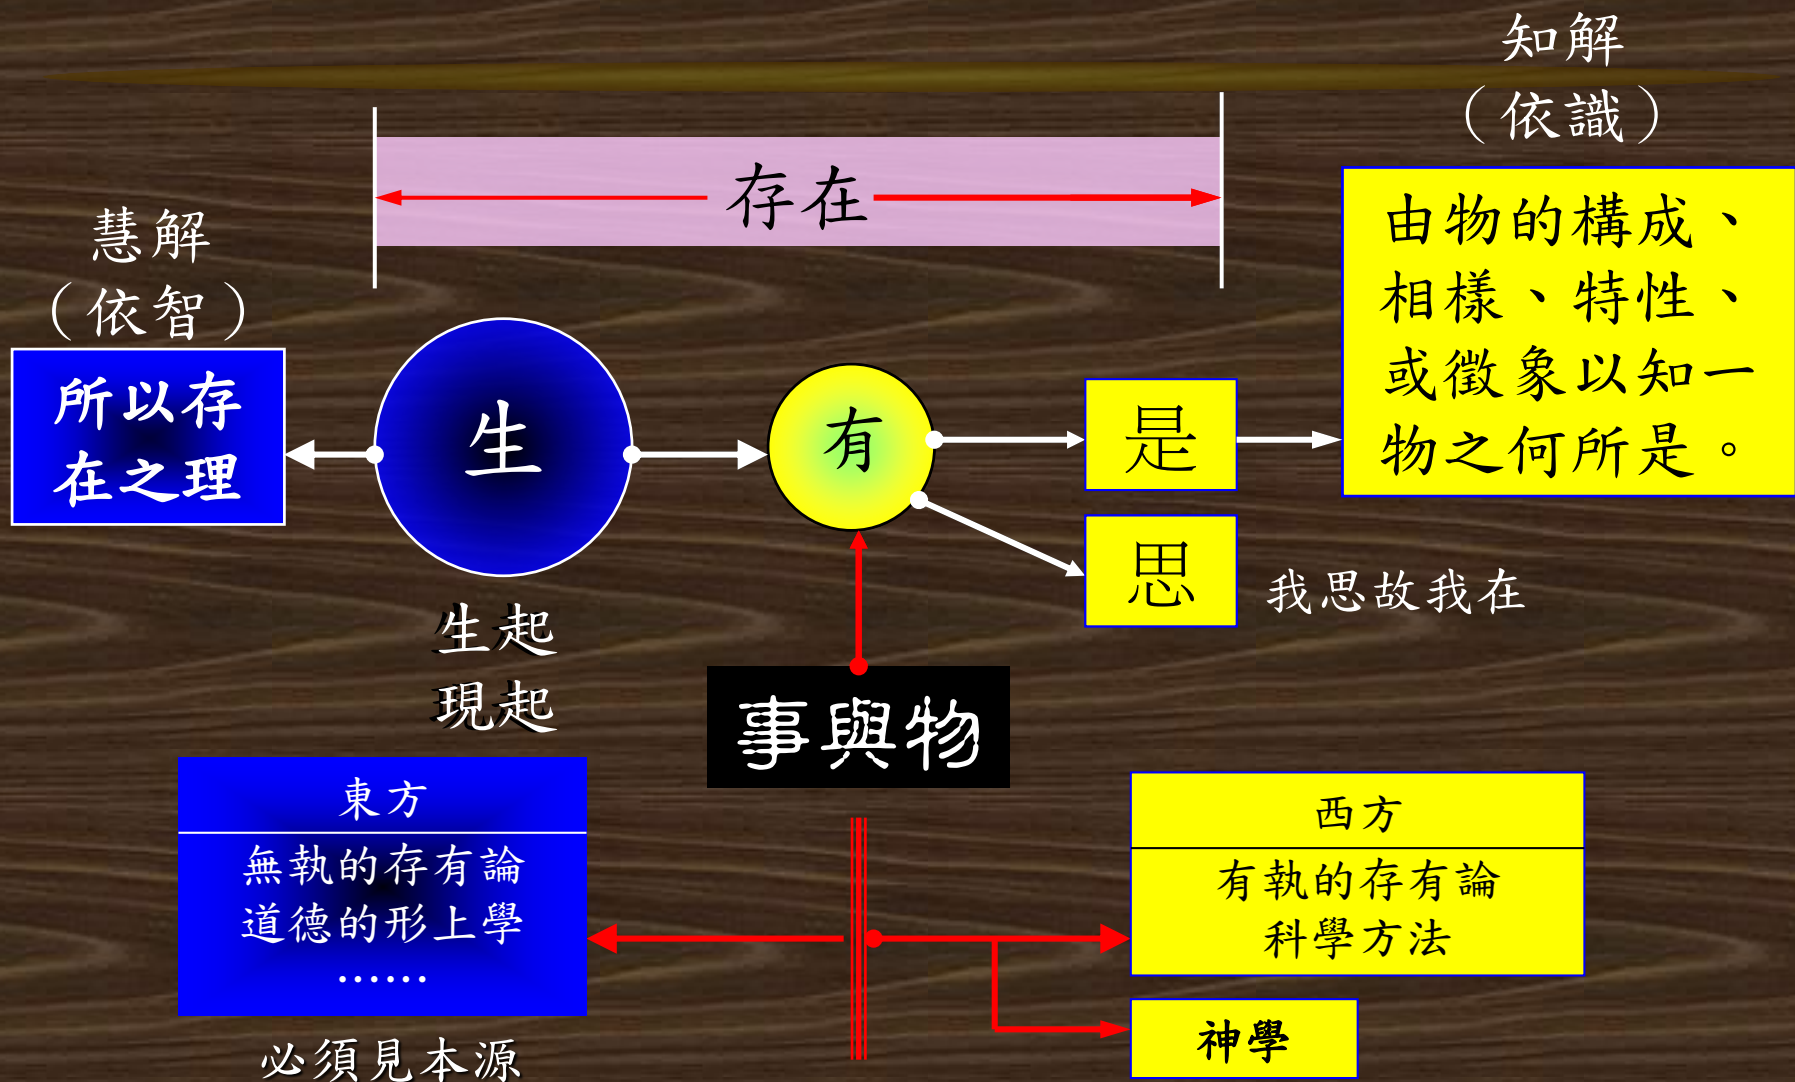 知解
（依識）
存在
慧解
（依智）
由物的構成、
相樣、特性、
或徵象以知一
物之何所是。
所以存
在之理
生
有
是
思
我思故我在
生起
現起
事與物
東方
無執的存有論
道德的形上學
……
必須見本源
西方
有執的存有論
科學方法
神學